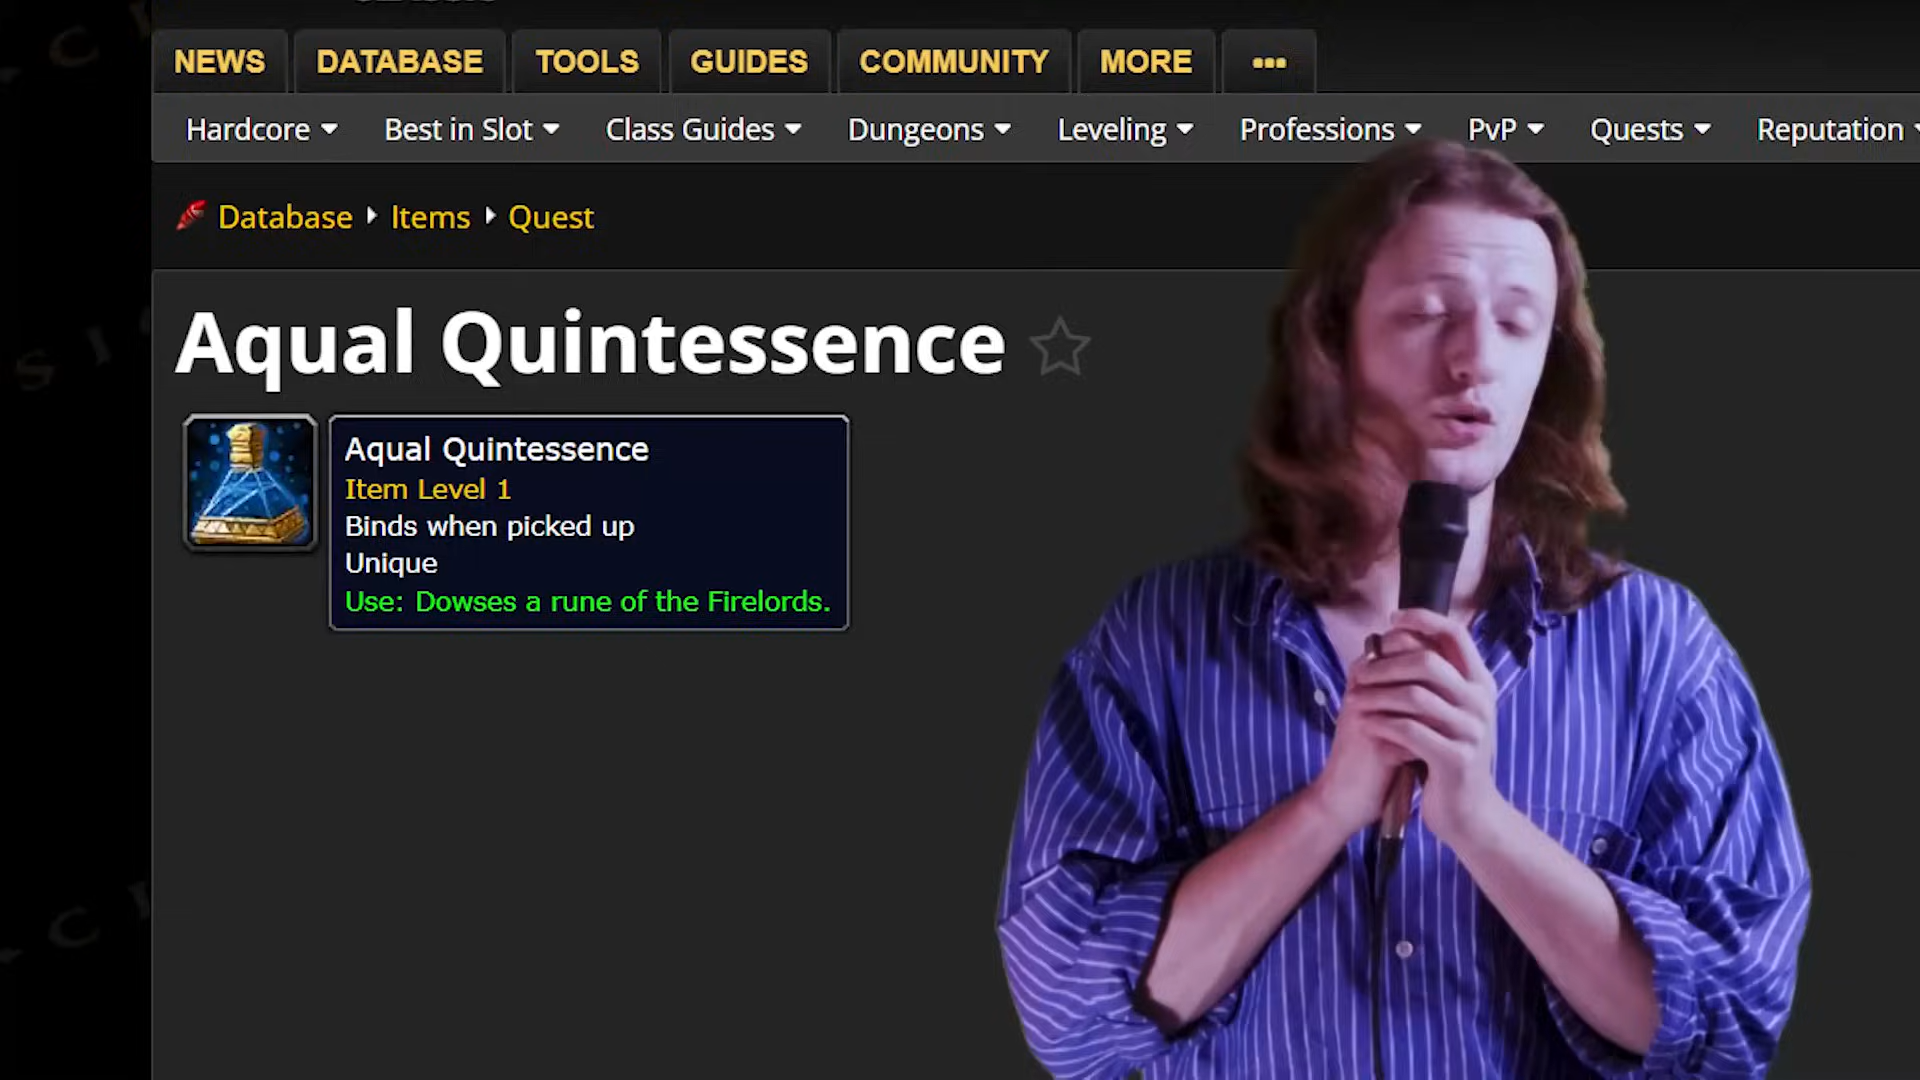 NEWS
DATABASE
TOOLS
GUIDES
COMMUNITY
MORE
...
Hardcore
Best in Slot
Class Guides
Dungeons
Leveling
Professions
PvP
Quests
Reputation
Database
Items
Quest
Aqual Quintessence
Aqual Quintessence
Item Level 1
Binds when picked up
Unique
Use: Dowses a rune of the Firelords.